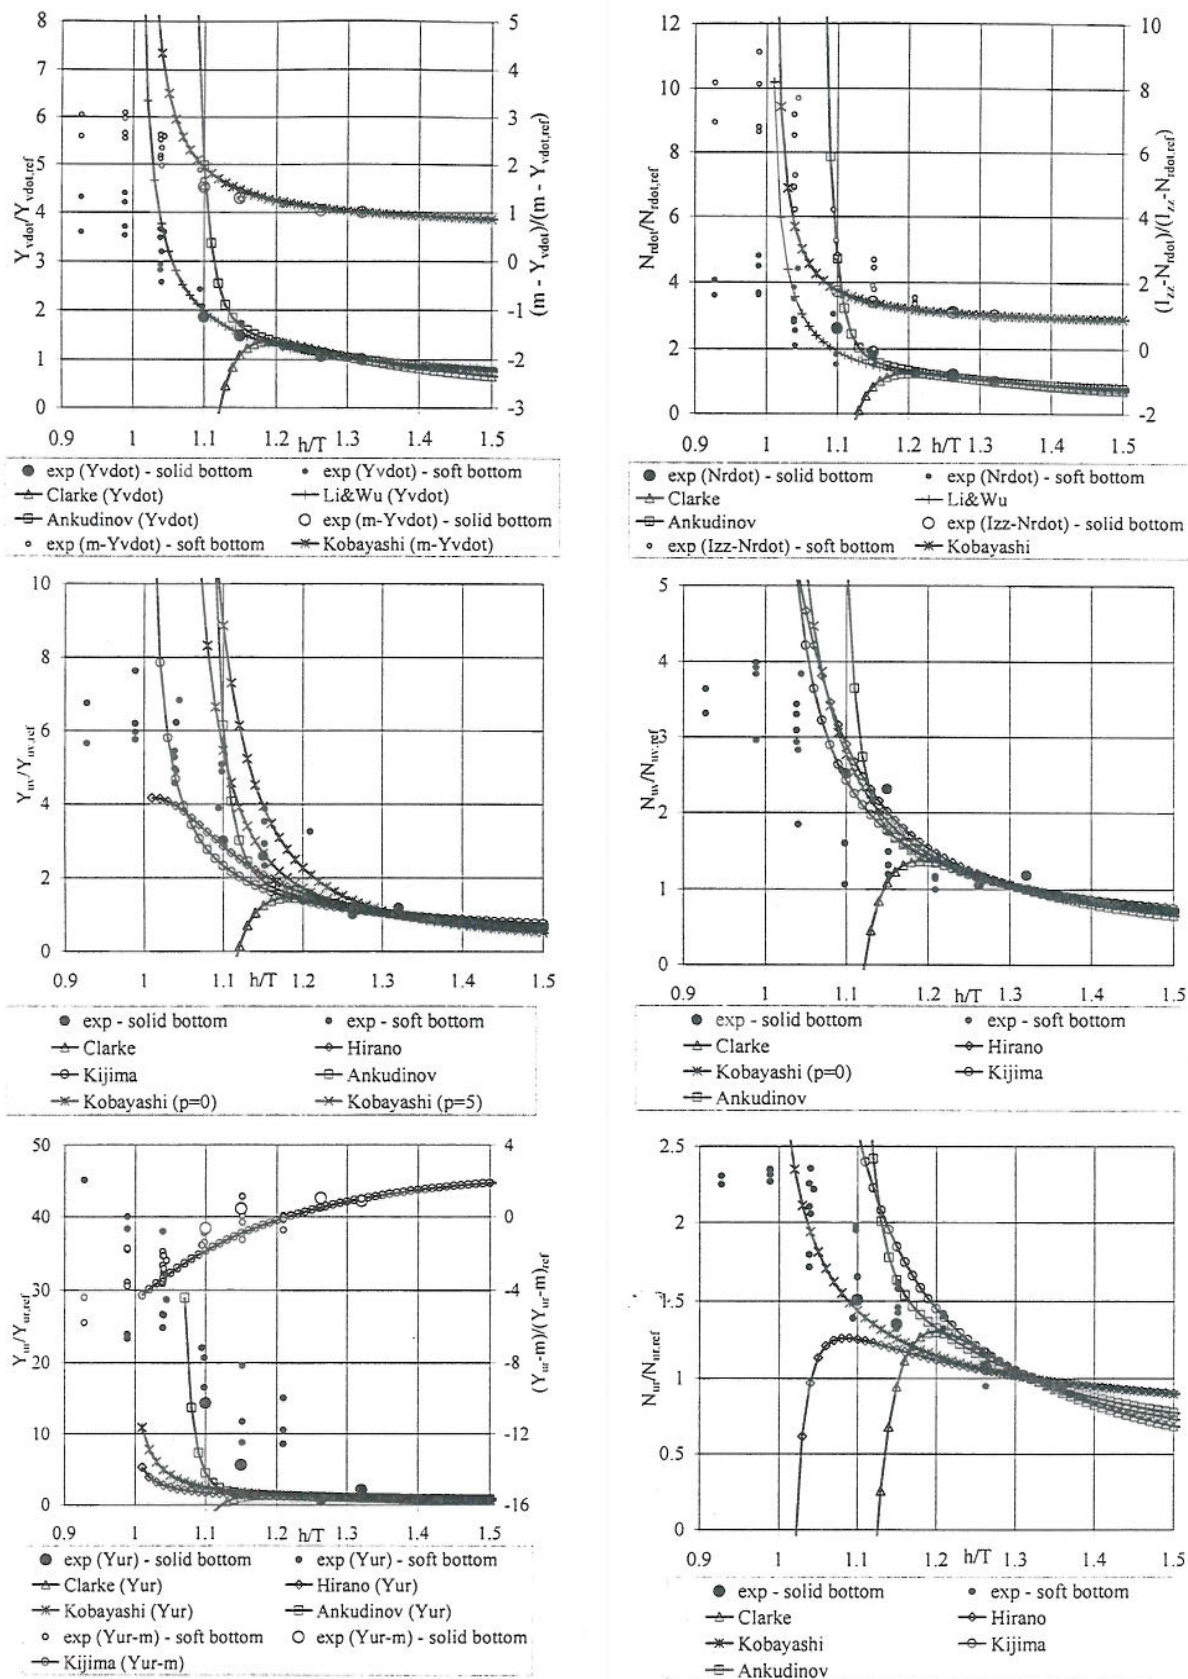 8
7
6
5
4
3
2
1
0
Yvdot/Yvdot,ref
5
4
3
2
1
0
-1
-2
-3
(m - Yvdot)/(m - Yvdot,ref)
0.9 1 1.1 1.2 1.3 1.4 1.5
h/T
exp (Yvdot) - solid bottom exp (Yvdot) - soft bottom
Clarke (Yvdot) Li&Wu (Yvdot)
Ankudinov (Yvdot) exp (m-Yvdot) - solid bottom
exp (m-Yvdot) - soft bottom Kobayashi (m-Yvdot)
12
10
8
6
4
2
0
Nrdot/Nrdot,ref
10
8
6
4
2
0
-2
(Izz-Nrdot)/(Izz-Nrdot,ref)
0.9 1 1.1 1.2 1.3 1.4 1.5
h/T
exp (Nrdot) - solid bottom exp (Nrdot) - soft bottom
Clarke Li&Wu
Ankudinov exp (Izz-Nrdot) - solid bottom
exp (Izz-Nrdot) - soft bottom Kobayashi
10
8
6
4
2
0
Yuv/Yuv,ref
0.9 1 1.1 1.2 1.3 1.4 1.5
h/T
exp - solid bottom exp - soft bottom
Clarke Hirano
Kijima Ankudinov
Kobayashi (p=0) Kobayashi (p=5)
5
4
3
2
1
0
Nuv/Nuv,ref
0.9 1 1.1 1.2 1.3 1.4 1.5
h/T
exp - solid bottom exp - soft bottom
Clarke Hirano
Kobayashi (p=0) Kijima
Ankudinov
50
40
30
20
10
0
Yur/Yur,ref
4
0
-4
-8
-12
-16
(Yur-m)/(Yur-m)ref
0.9 1 1.1 1.2 1.3 1.4 1.5
h/T
exp (Yur) - solid bottom exp (Yur) - soft bottom
Clarke (Yur) Hirano (Yur)
Kobayashi (Yur) Ankudinov (Yur)
exp (Yur-m) - soft bottom exp (Yur-m) - solid bottom
Kijima (Yur-m)
2.5
2
1.5
1
0.5
0
Nur/Nur,ref
0.9 1 1.1 1.2 1.3 1.4 1.5
h/T
exp - solid bottom exp - soft bottom
Clarke Hirano
Kobayashi Kijima
Ankudinov